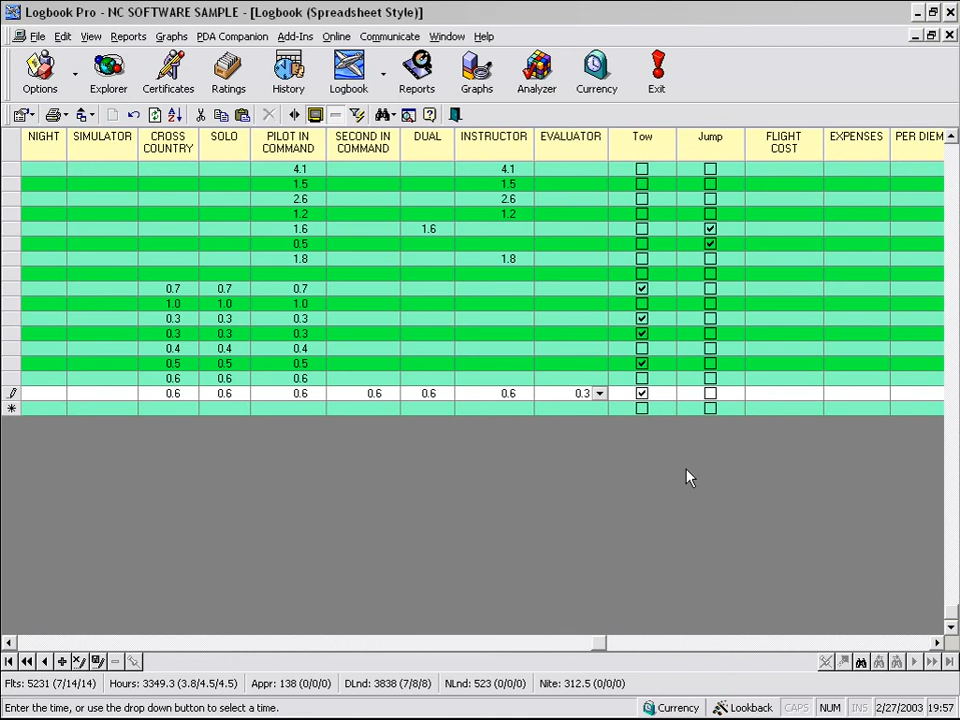 Logbook Pro - NC SOFTWARE SAMPLE - [Logbook (Spreadsheet Style)]
File Edit View Reports Graphs PDA Companion Add-Ins Online Communicate Window Help
Options Explorer Certificates Ratings History Logbook Reports Graphs Analyzer Currency Exit
NIGHT SIMULATOR CROSS COUNTRY SOLO PILOT IN COMMAND SECOND IN COMMAND DUAL INSTRUCTOR EVALUATOR Tow Jump FLIGHT COST EXPENSES PER DIEM
4.1 4.1
1.5 1.5
2.6 2.6
1.2 1.2
1.6 1.6
0.5
1.8 1.8
0.7 0.7 0.7
1.0 1.0 1.0
0.3 0.3 0.3
0.3 0.3 0.3
0.4 0.4 0.4
0.5 0.5 0.5
0.6 0.6 0.6
0.6 0.6 0.6 0.6 0.6 0.6 0.3
Flts: 5231 (7/14/14) Hours: 3349.3 (3.8/4.5/4.5) Appr: 138 (0/0/0) DLnd: 3838 (7/8/8) NLnd: 523 (0/0/0) Nite: 312.5 (0/0/0)
Enter the time, or use the drop down button to select a time. Currency Lookback CAPS NUM INS 2/27/2003 19:57